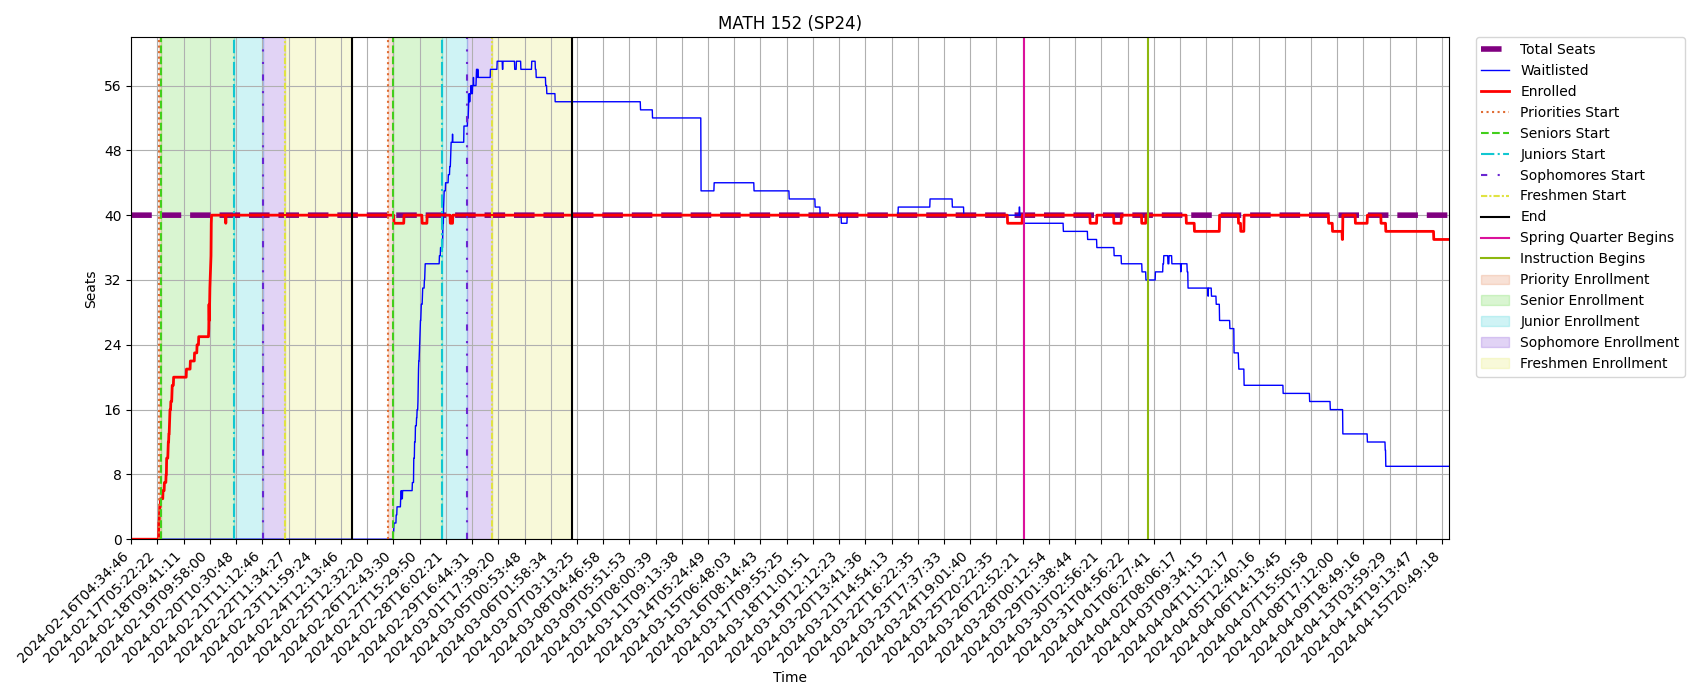 MATH 152 (SP24)
Seats
56
48
40
32
24
16
8
0
2024-02-16T04:34:46
2024-02-17T05:22:22
2024-02-18T09:41:11
2024-02-19T09:58:00
2024-02-20T10:30:48
2024-02-21T11:12:46
2024-02-22T11:34:27
2024-02-23T11:59:24
2024-02-24T12:13:46
2024-02-25T12:32:20
2024-02-26T12:43:30
2024-02-27T15:29:50
2024-02-28T16:02:21
2024-02-29T16:44:31
2024-03-01T17:39:20
2024-03-05T00:53:48
2024-03-06T01:58:34
2024-03-07T03:13:25
2024-03-08T04:46:58
2024-03-09T05:51:53
2024-03-10T08:00:39
2024-03-11T09:13:38
2024-03-14T05:24:49
2024-03-15T06:48:03
2024-03-16T08:14:43
2024-03-17T09:55:25
2024-03-18T11:01:51
2024-03-19T12:12:23
2024-03-20T13:41:36
2024-03-21T14:54:13
2024-03-22T16:22:35
2024-03-23T17:37:33
2024-03-24T19:01:40
2024-03-25T20:22:35
2024-03-26T22:52:21
2024-03-28T00:12:54
2024-03-29T01:38:44
2024-03-30T02:56:21
2024-03-31T04:56:22
2024-04-01T06:27:41
2024-04-02T08:06:17
2024-04-03T09:34:15
2024-04-04T11:12:17
2024-04-05T12:40:16
2024-04-06T14:13:45
2024-04-07T15:50:58
2024-04-08T17:12:00
2024-04-09T18:49:16
2024-04-13T03:59:29
2024-04-14T19:13:47
2024-04-15T20:49:18
Time
Total Seats
Waitlisted
Enrolled
Priorities Start
Seniors Start
Juniors Start
Sophomores Start
Freshmen Start
End
Spring Quarter Begins
Instruction Begins
Priority Enrollment
Senior Enrollment
Junior Enrollment
Sophomore Enrollment
Freshmen Enrollment